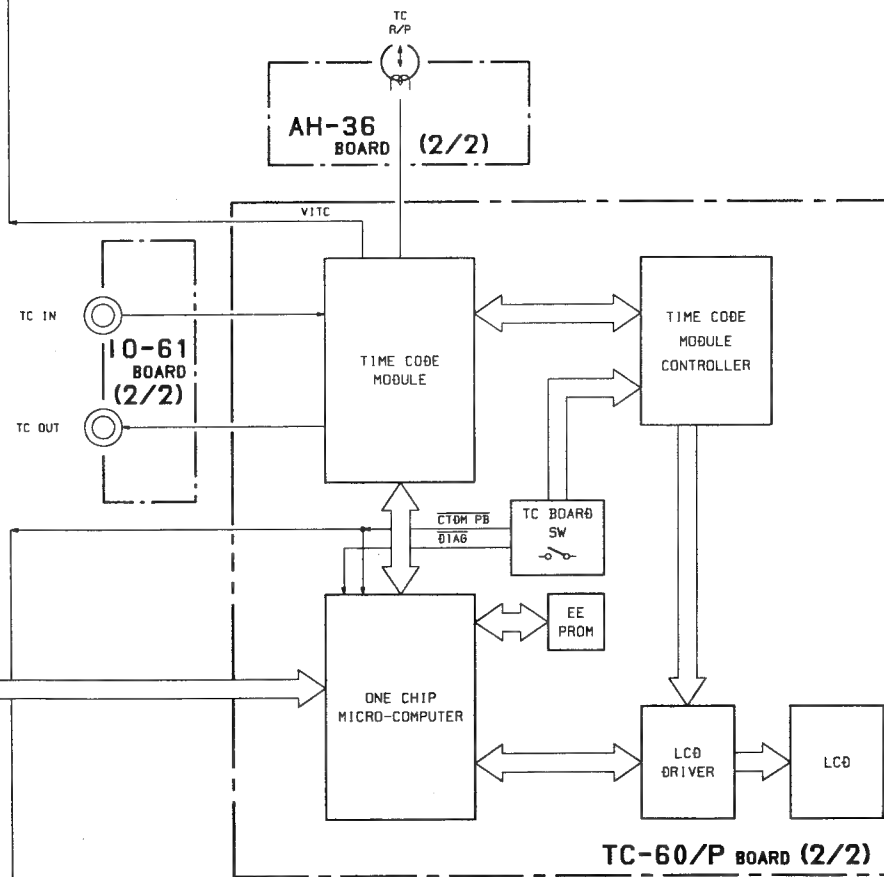 TC
R/P
AH-36
BOARD (2/2)
VITC
TC IN
IO-61
BOARD
(2/2)
TC OUT
TIME CODE
MODULE
TIME CODE
MODULE
CONTROLLER
CTDM PB
DIAG
TC BOARD
SW
EE
PROM
ONE CHIP
MICRO-COMPUTER
LCD
DRIVER
LCD
TC-60/P BOARD (2/2)